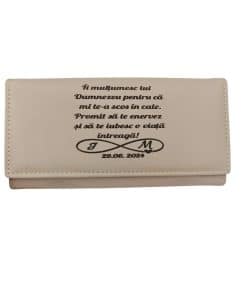 Îi mulțumesc lui
Dumnezeu pentru că
mi te-a scos în cale.
Promit să te enervez
și să te iubesc o viață
întreagă!
J M
22.06.2024